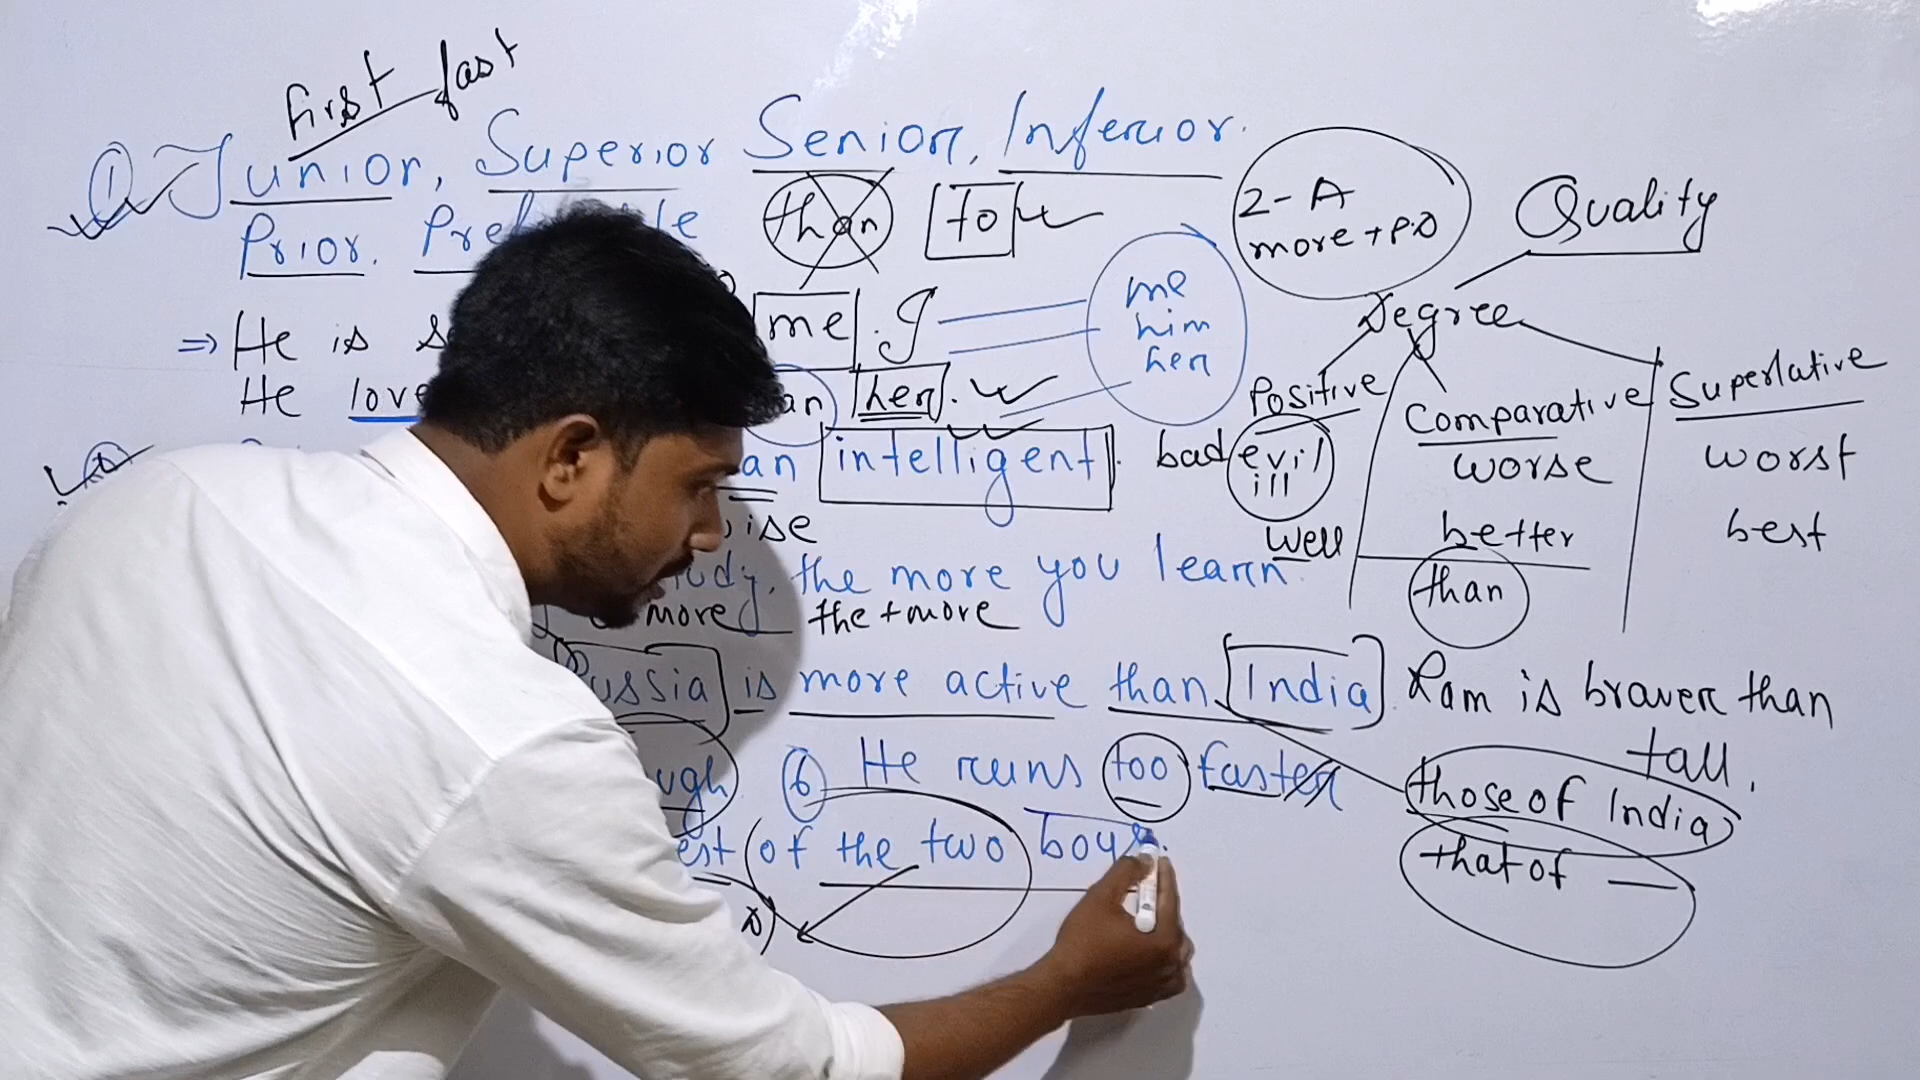 First fast
① Junior, Superior Senior, Inferior.
Prior. than to
⇒ He is me. I
He love her.
me
him
her
2-A
more + P.D
Quality
Degree
Positive Comparative Superlative
bad evil ill worse worst
well better best
than
an intelligent.
the more you learn
more the + more
Russia is more active than India. Ram is braver than
tall.
⑥ He runs too faster
those of India
that of —
est of the two boys.